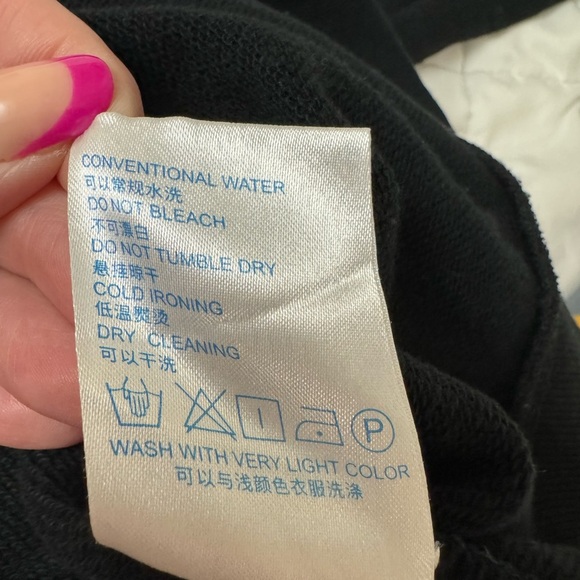 CONVENTIONAL WATER
可以常规水洗
DO NOT BLEACH
不可漂白
DO NOT TUMBLE DRY
悬挂晾干
COLD IRONING
低温熨烫
DRY CLEANING
可以干洗
P
WASH WITH VERY LIGHT COLOR
可以与浅颜色衣服洗涤